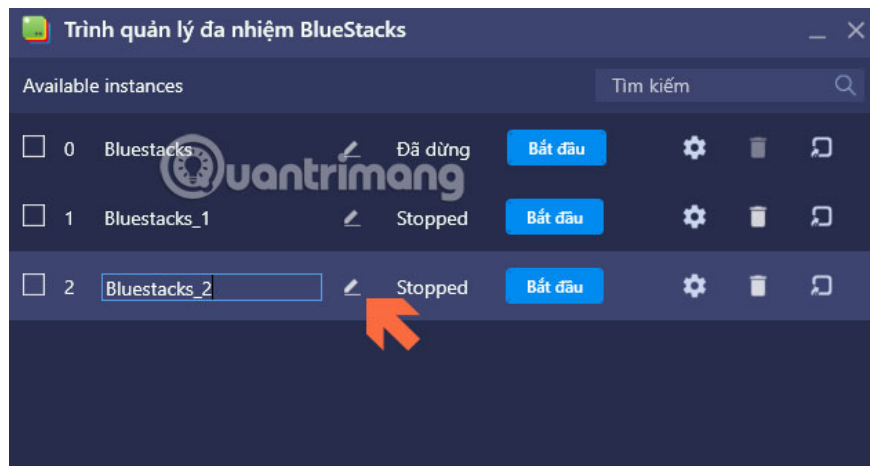 Trình quản lý đa nhiệm BlueStacks
Available instances Tìm kiếm
0 Bluestacks Đã dừng Bắt đầu
Quantrimang
1 Bluestacks_1 Stopped Bắt đầu
2 Bluestacks_2 Stopped Bắt đầu